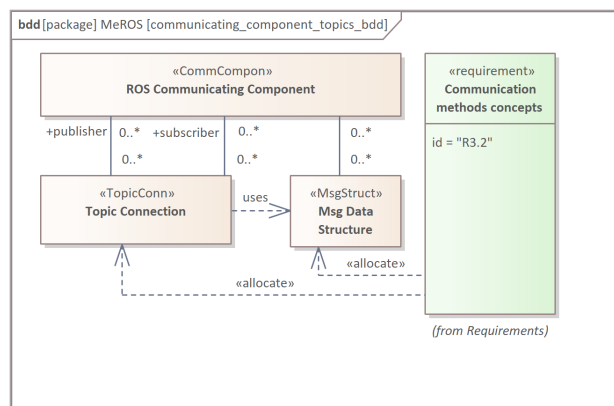 bdd [package] MeROS [communicating_component_topics_bdd]
«CommCompon»
ROS Communicating Component
«requirement»
Communication
methods concepts
id = "R3.2"
+publisher 0..* +subscriber 0..* 0..*
0..* 0..* 0..*
«TopicConn»
Topic Connection
uses
«MsgStruct»
Msg Data
Structure
«allocate»
«allocate»
(from Requirements)